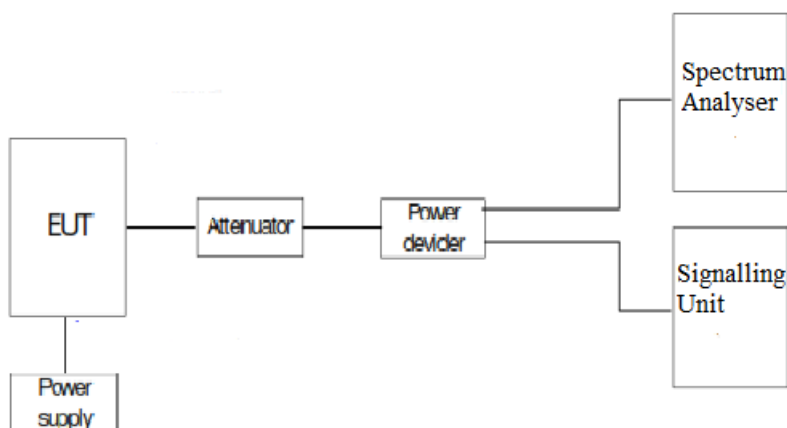 Spectrum
Analyser
EUT
Attenuator
Power
devider
Signalling
Unit
Power
supply